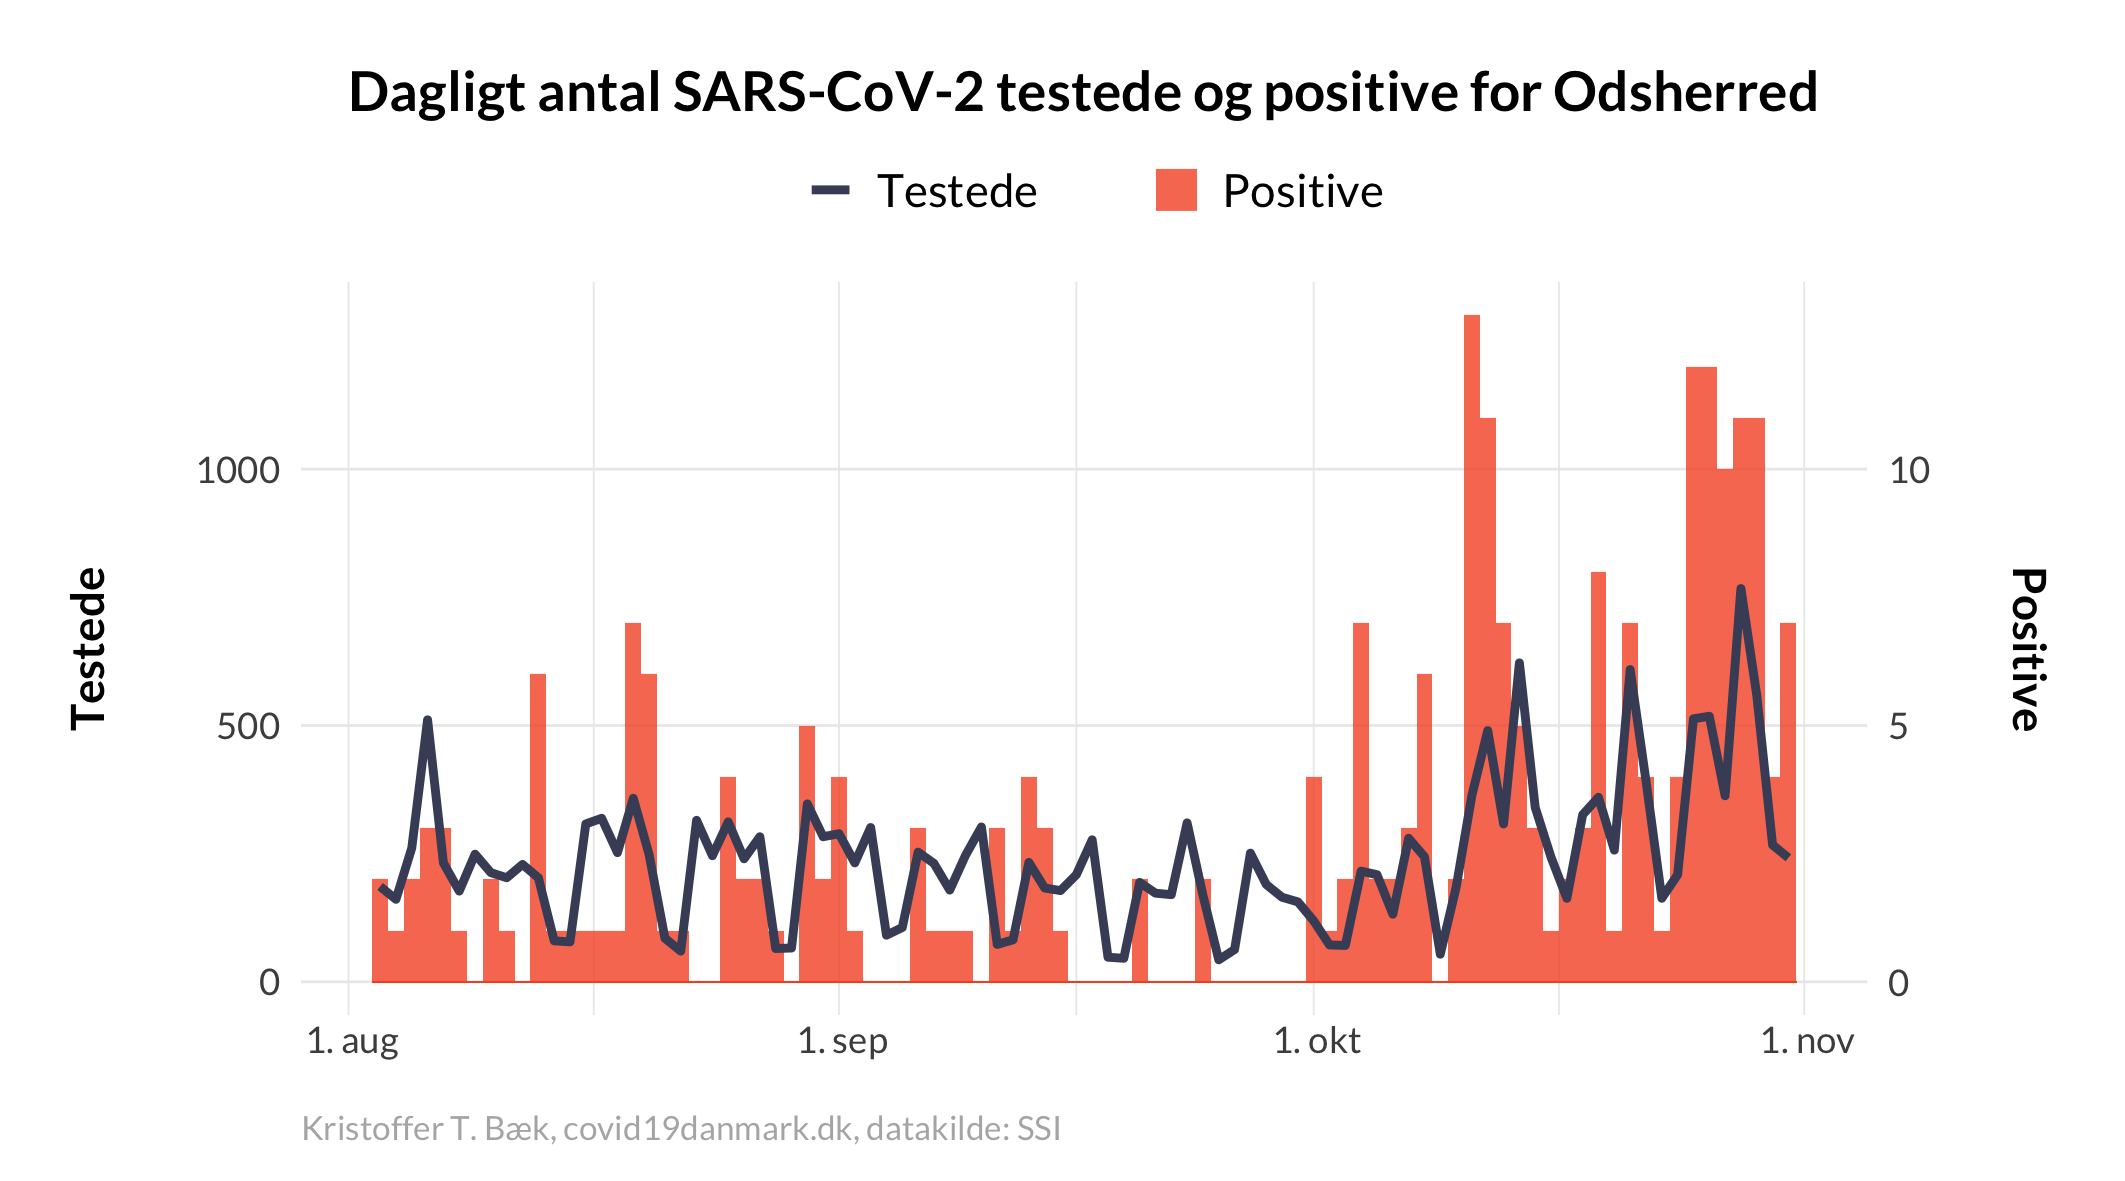 Dagligt antal SARS-CoV-2 testede og positive for Odsherred
Testede
Positive
1000
500
0
Testede
10
5
0
Positive
1. aug
1. sep
1. okt
1. nov
Kristoffer T. Bæk, covid19danmark.dk, datakilde: SSI